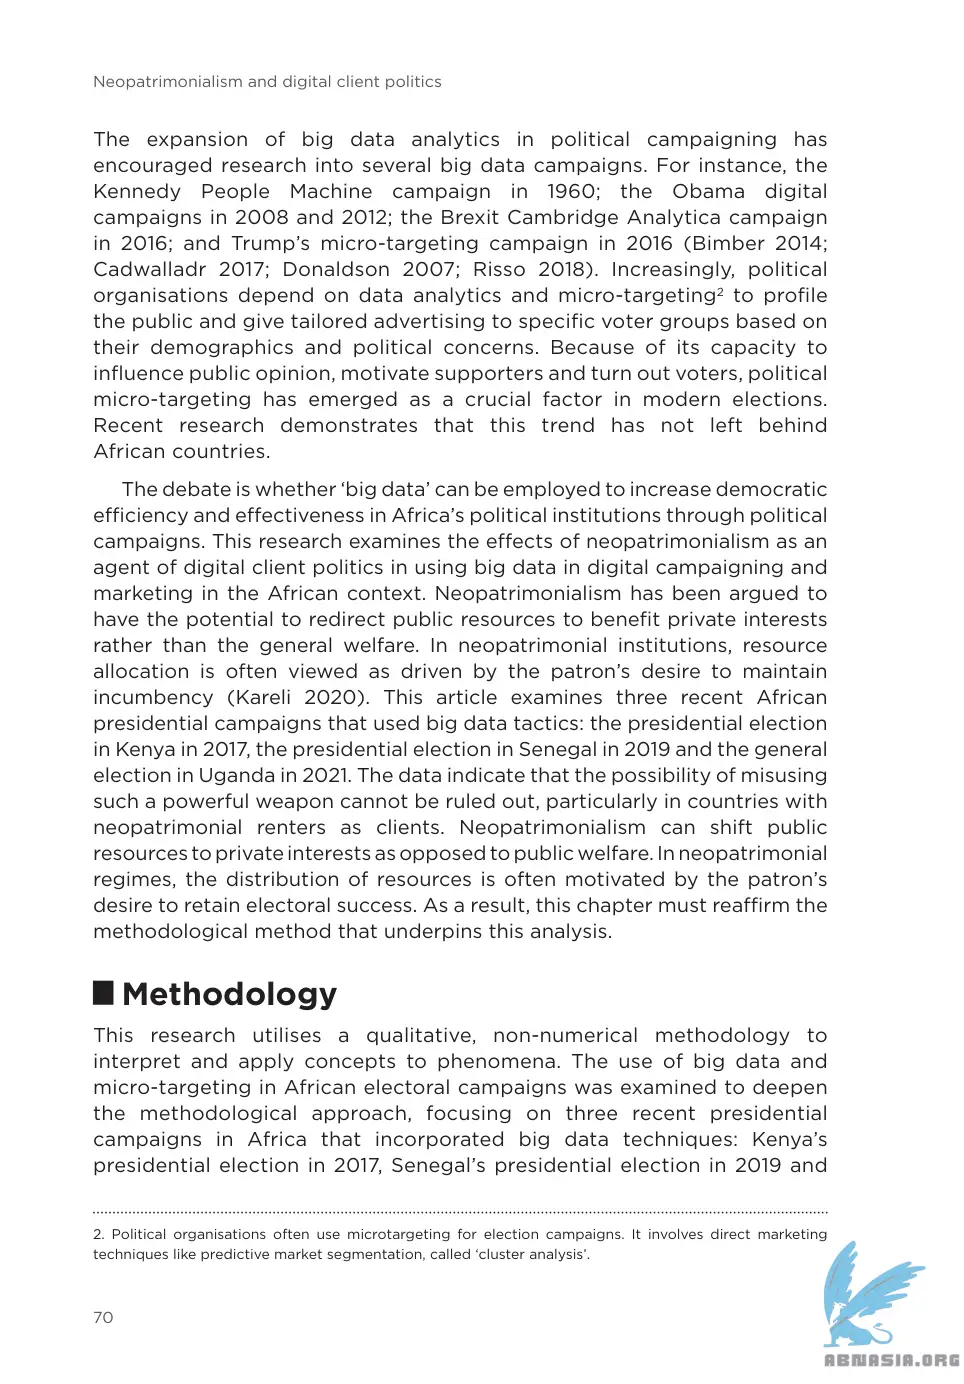 Neopatrimonialism and digital client politics
The expansion of big data analytics in political campaigning has
encouraged research into several big data campaigns. For instance, the
Kennedy People Machine campaign in 1960; the Obama digital
campaigns in 2008 and 2012; the Brexit Cambridge Analytica campaign
in 2016; and Trump’s micro-targeting campaign in 2016 (Bimber 2014;
Cadwalladr 2017; Donaldson 2007; Risso 2018). Increasingly, political
organisations depend on data analytics and micro-targeting² to profile
the public and give tailored advertising to specific voter groups based on
their demographics and political concerns. Because of its capacity to
influence public opinion, motivate supporters and turn out voters, political
micro-targeting has emerged as a crucial factor in modern elections.
Recent research demonstrates that this trend has not left behind
African countries.
The debate is whether ‘big data’ can be employed to increase democratic
efficiency and effectiveness in Africa’s political institutions through political
campaigns. This research examines the effects of neopatrimonialism as an
agent of digital client politics in using big data in digital campaigning and
marketing in the African context. Neopatrimonialism has been argued to
have the potential to redirect public resources to benefit private interests
rather than the general welfare. In neopatrimonial institutions, resource
allocation is often viewed as driven by the patron’s desire to maintain
incumbency (Kareli 2020). This article examines three recent African
presidential campaigns that used big data tactics: the presidential election
in Kenya in 2017, the presidential election in Senegal in 2019 and the general
election in Uganda in 2021. The data indicate that the possibility of misusing
such a powerful weapon cannot be ruled out, particularly in countries with
neopatrimonial renters as clients. Neopatrimonialism can shift public
resources to private interests as opposed to public welfare. In neopatrimonial
regimes, the distribution of resources is often motivated by the patron’s
desire to retain electoral success. As a result, this chapter must reaffirm the
methodological method that underpins this analysis.
Methodology
This research utilises a qualitative, non-numerical methodology to
interpret and apply concepts to phenomena. The use of big data and
micro-targeting in African electoral campaigns was examined to deepen
the methodological approach, focusing on three recent presidential
campaigns in Africa that incorporated big data techniques: Kenya’s
presidential election in 2017, Senegal’s presidential election in 2019 and
2. Political organisations often use microtargeting for election campaigns. It involves direct marketing
techniques like predictive market segmentation, called ‘cluster analysis’.
70
ABNASIA.ORG